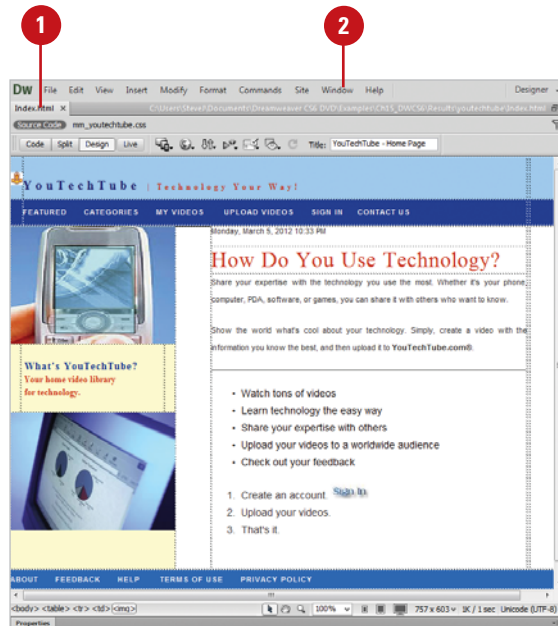 1
2
DW File Edit View Insert Modify Format Commands Site Window Help Designer
Index.html × C:\Users\SteveJ\Documents\Dreamweaver CS6 DVD\Examples\Ch15_DWCS6\Results\youtechtube\index.html
Source Code mm_youtechtube.css
Code Split Design Live Title: YouTechTube - Home Page
YouTechTube | Technology Your Way!
FEATURED CATEGORIES MY VIDEOS UPLOAD VIDEOS SIGN IN CONTACT US
Monday, March 5, 2012 10:33 PM
How Do You Use Technology?
Share your expertise with the technology you use the most. Whether it's your phone,
computer, PDA, software, or games, you can share it with others who want to know.
Show the world what's cool about your technology. Simply, create a video with the
information you know the best, and then upload it to YouTechTube.com®.
What's YouTechTube?
Your home video library
for technology.
• Watch tons of videos
• Learn technology the easy way
• Share your expertise with others
• Upload your videos to a worldwide audience
• Check out your feedback
1. Create an account. Sign In
2. Upload your videos.
3. That's it.
ABOUT FEEDBACK HELP TERMS OF USE PRIVACY POLICY
<body> <table> <tr> <td> <img> 100% 757 x 603 1K / 1 sec Unicode (UTF-8)
Properties